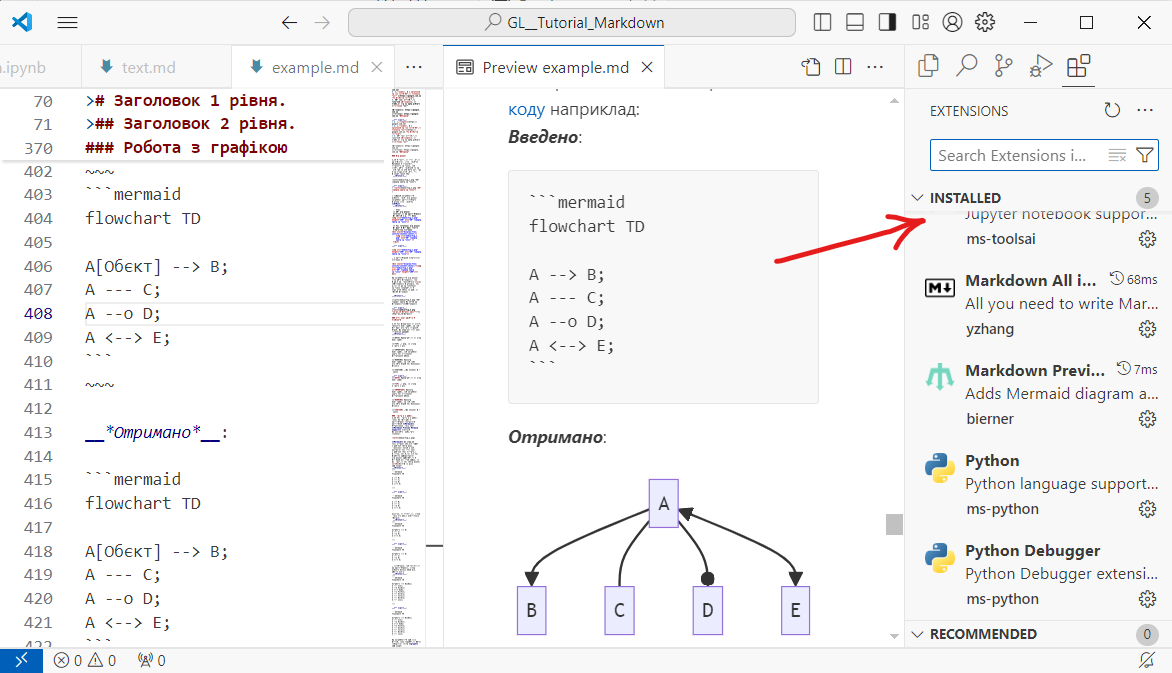 GL__Tutorial_Markdown
.ipynb
text.md
example.md
Preview example.md
70 ># Заголовок 1 рівня.
71 >## Заголовок 2 рівня.
370 ### Робота з графікою
402 ~~~
403 ```mermaid
404 flowchart TD
405
406 A[Обєкт] --> B;
407 A --- C;
408 A --o D;
409 A <--> E;
410 ```
411 ~~~
412
413 __*Отримано*__:
414
415 ```mermaid
416 flowchart TD
417
418 A[Обєкт] --> B;
419 A --- C;
420 A --o D;
421 A <--> E;
422 ```
коду наприклад:
Введено:
```mermaid
flowchart TD
A --> B;
A --- C;
A --o D;
A <--> E;
```
Отримано:
A
B C D E
EXTENSIONS
Search Extensions i...
INSTALLED 5
Jupyter notebook suppor...
ms-toolsai
Markdown All i... 68ms
All you need to write Mar...
yzhang
Markdown Previ... 7ms
Adds Mermaid diagram a...
bierner
Python
Python language support...
ms-python
Python Debugger
Python Debugger extensi...
ms-python
RECOMMENDED 0
0 0 0